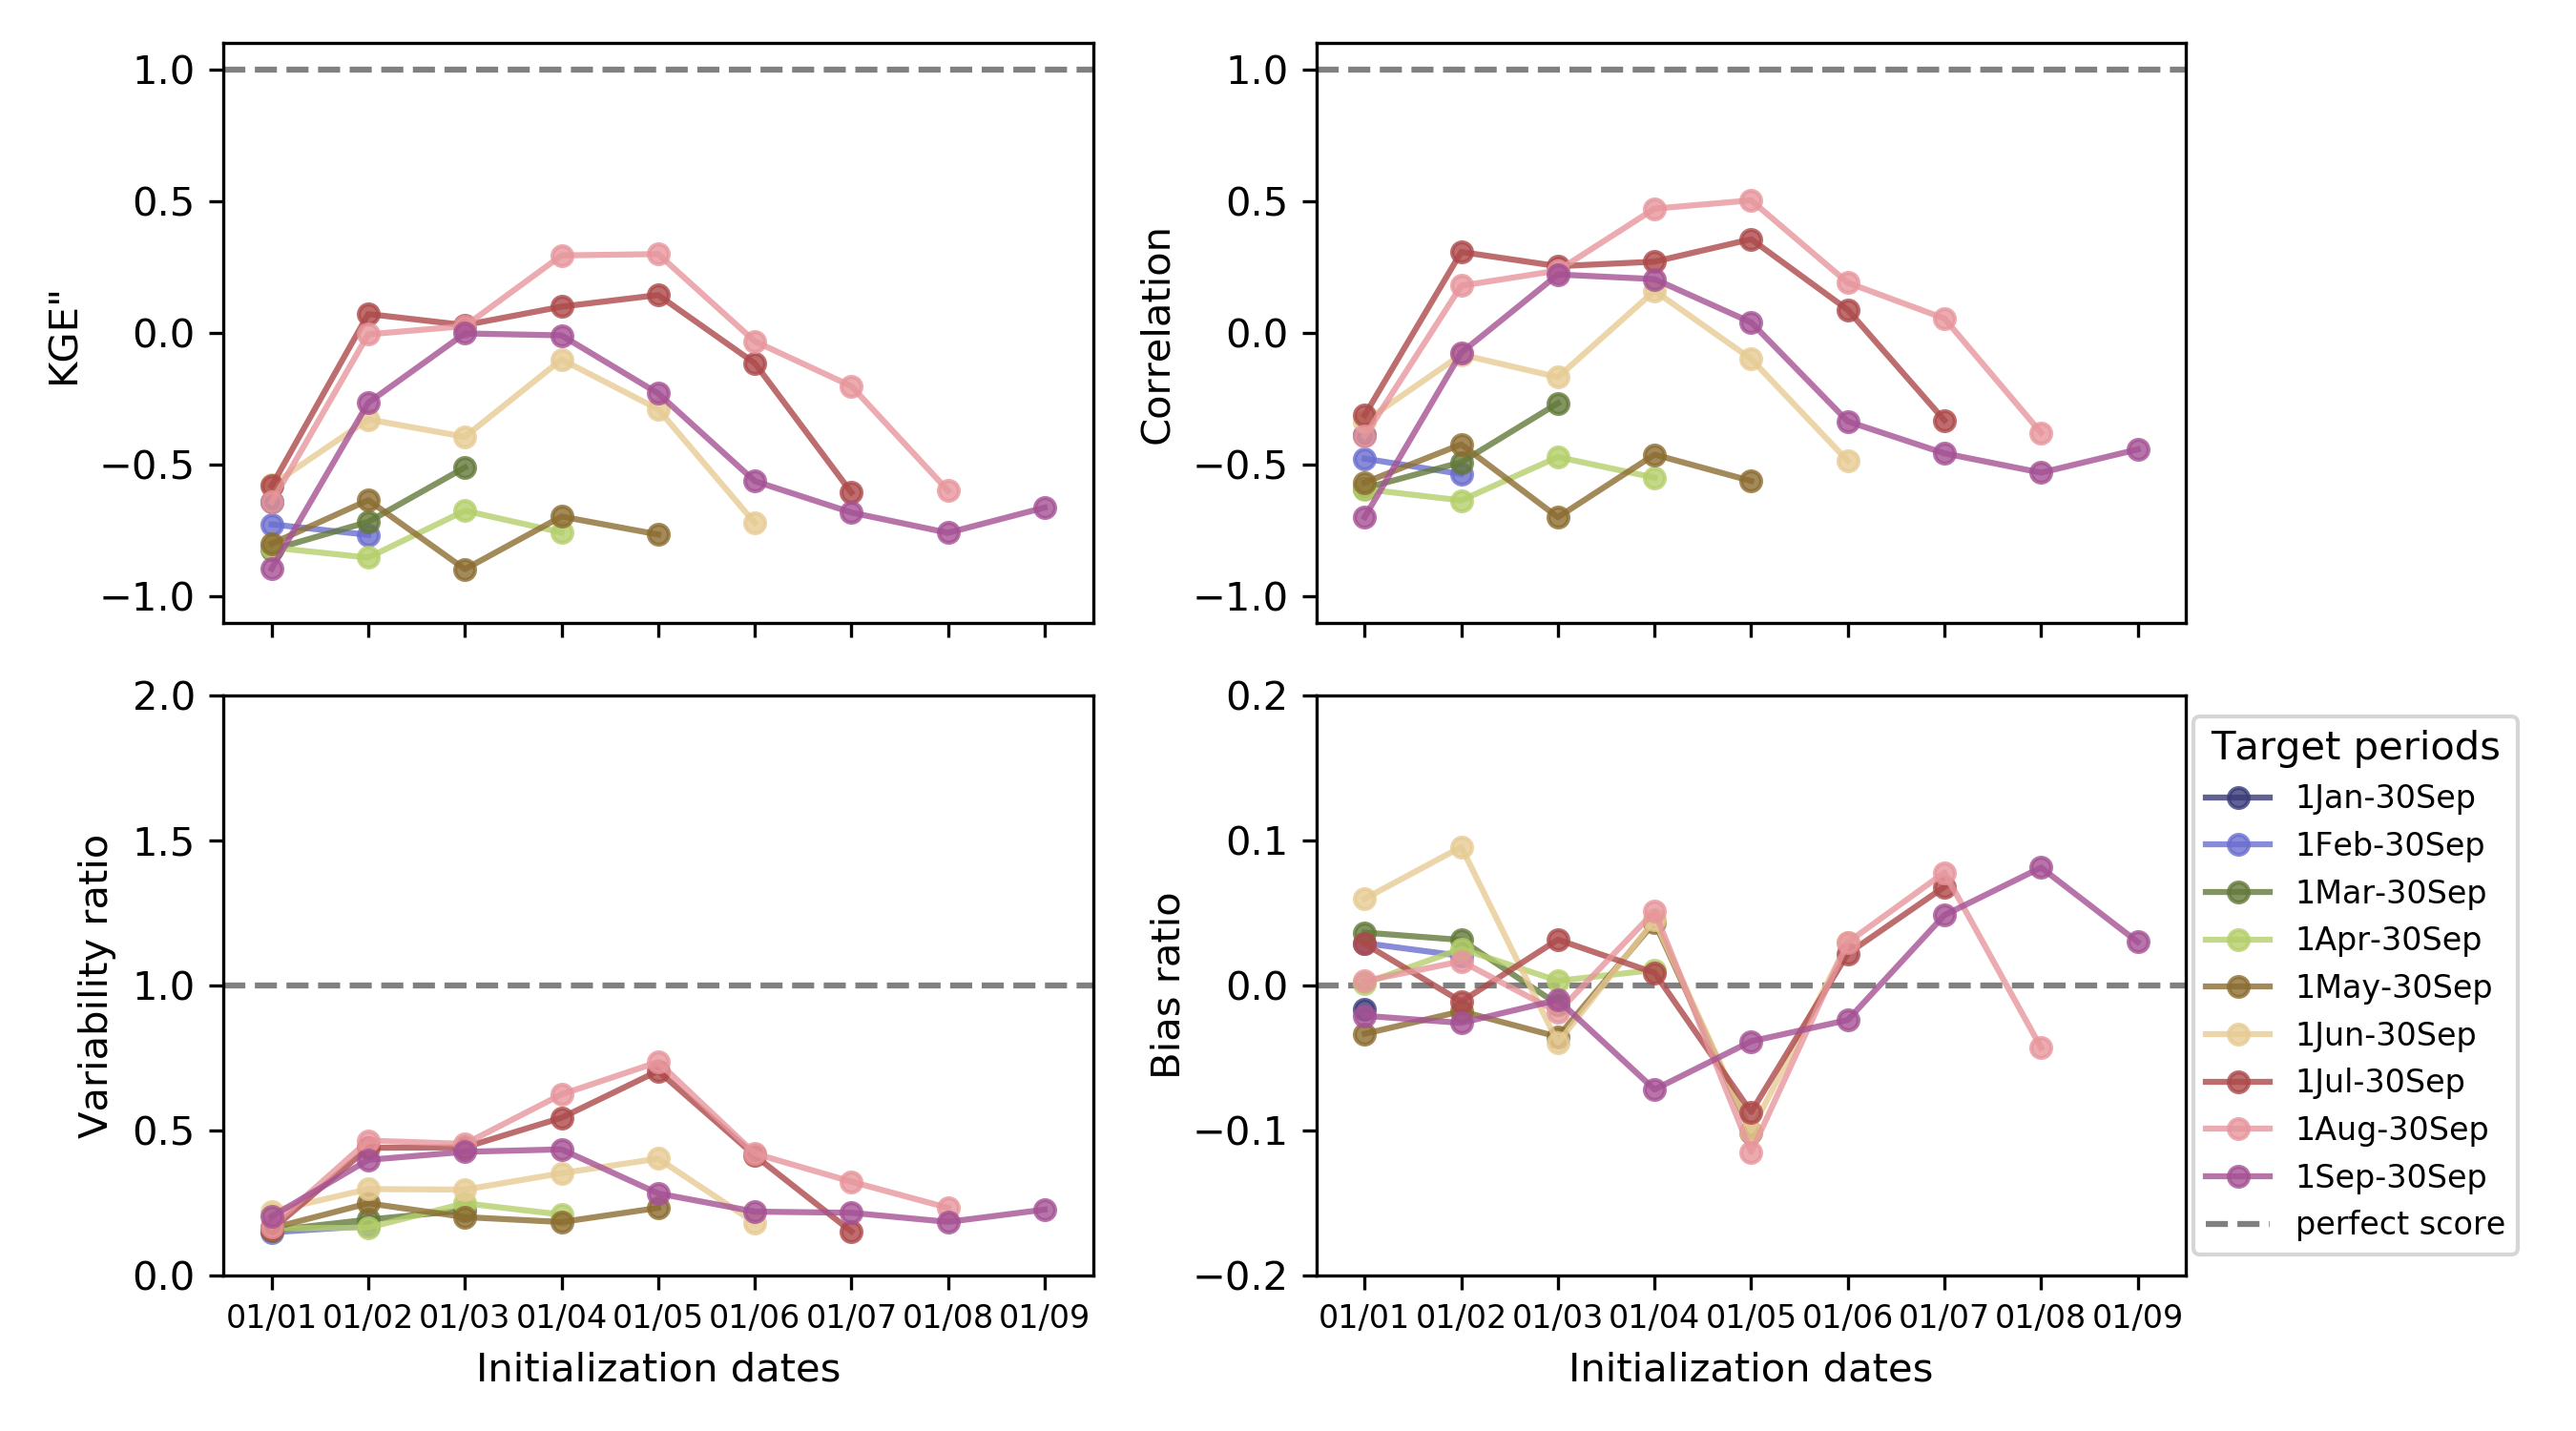 KGE"
1.0
0.5
0.0
−0.5
−1.0
Correlation
1.0
0.5
0.0
−0.5
−1.0
Variability ratio
2.0
1.5
1.0
0.5
0.0
01/01 01/02 01/03 01/04 01/05 01/06 01/07 01/08 01/09
Initialization dates
Bias ratio
0.2
0.1
0.0
−0.1
−0.2
01/01 01/02 01/03 01/04 01/05 01/06 01/07 01/08 01/09
Initialization dates
Target periods
1Jan-30Sep
1Feb-30Sep
1Mar-30Sep
1Apr-30Sep
1May-30Sep
1Jun-30Sep
1Jul-30Sep
1Aug-30Sep
1Sep-30Sep
perfect score